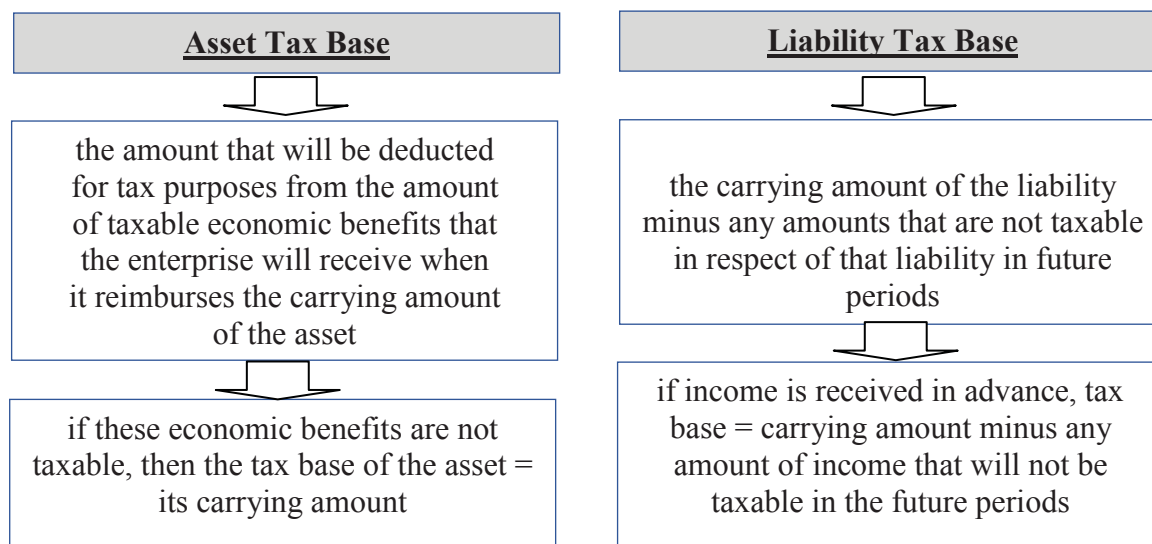 Asset Tax Base
the amount that will be deducted
for tax purposes from the amount
of taxable economic benefits that
the enterprise will receive when
it reimburses the carrying amount
of the asset
if these economic benefits are not
taxable, then the tax base of the asset =
its carrying amount
Liability Tax Base
the carrying amount of the liability
minus any amounts that are not taxable
in respect of that liability in future
periods
if income is received in advance, tax
base = carrying amount minus any
amount of income that will not be
taxable in the future periods